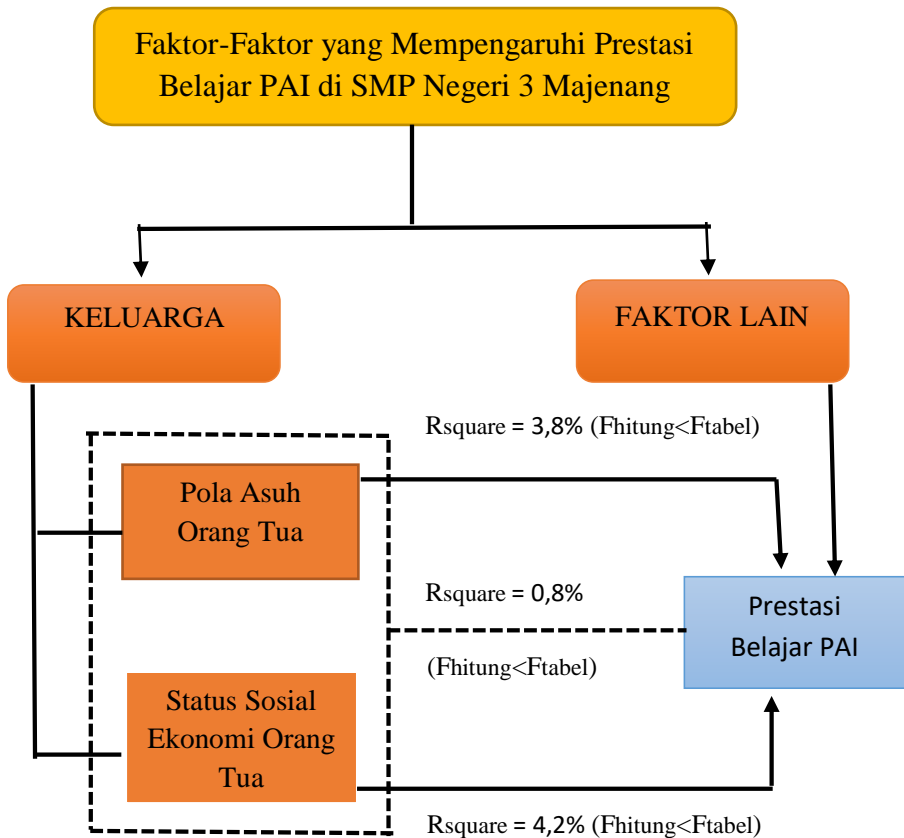 Faktor-Faktor yang Mempengaruhi Prestasi
Belajar PAI di SMP Negeri 3 Majenang
KELUARGA
FAKTOR LAIN
Rsquare = 3,8% (Fhitung<Ftabel)
Pola Asuh
Orang Tua
Rsquare = 0,8%
(Fhitung<Ftabel)
Prestasi
Belajar PAI
Status Sosial
Ekonomi Orang
Tua
Rsquare = 4,2% (Fhitung<Ftabel)